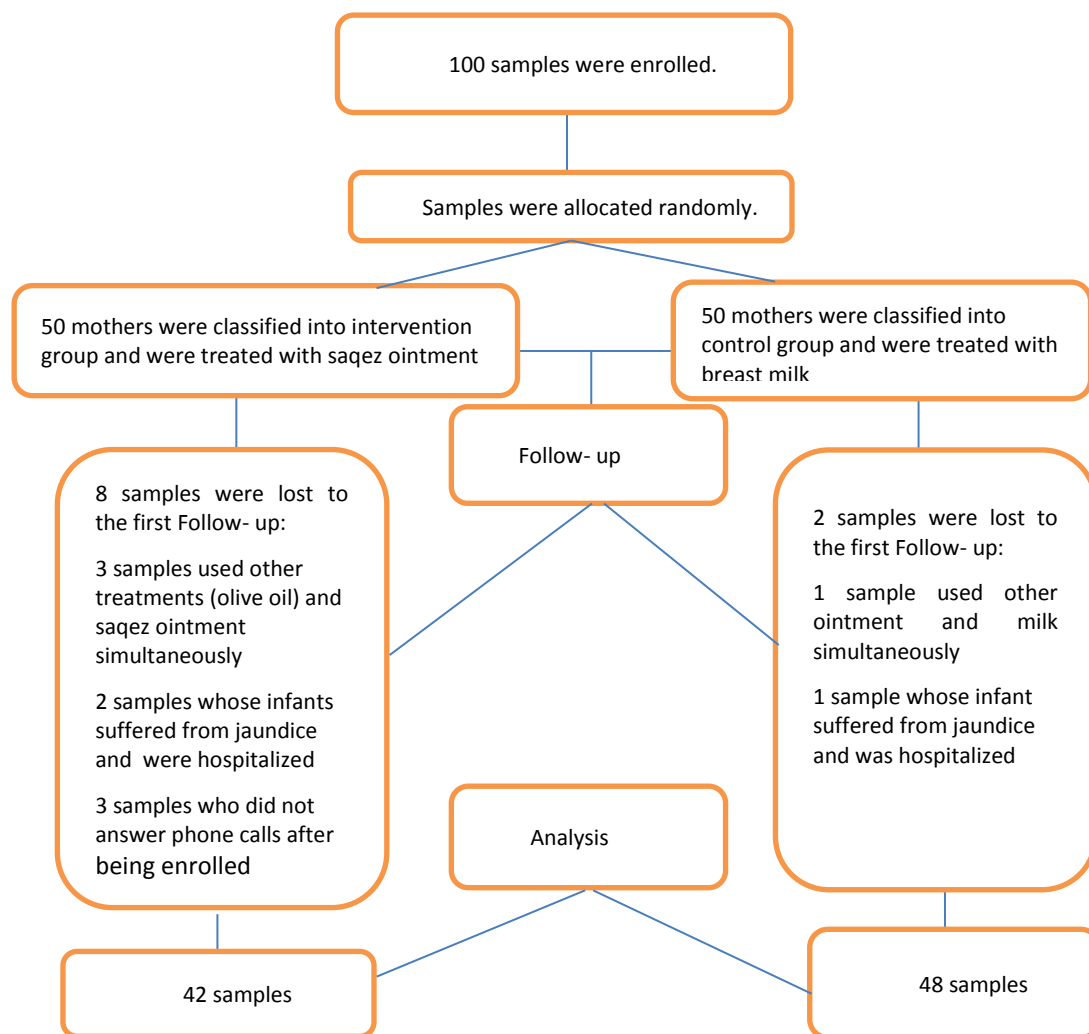 100 samples were enrolled.
Samples were allocated randomly.
50 mothers were classified into intervention
group and were treated with saqez ointment
50 mothers were classified into
control group and were treated with
breast milk
Follow- up
8 samples were lost to
the first Follow- up:
3 samples used other
treatments (olive oil) and
saqez ointment
simultaneously
2 samples whose infants
suffered from jaundice
and were hospitalized
3 samples who did not
answer phone calls after
being enrolled
2 samples were lost to
the first Follow- up:
1 sample used other
ointment and milk
simultaneously
1 sample whose infant
suffered from jaundice
and was hospitalized
Analysis
42 samples
48 samples